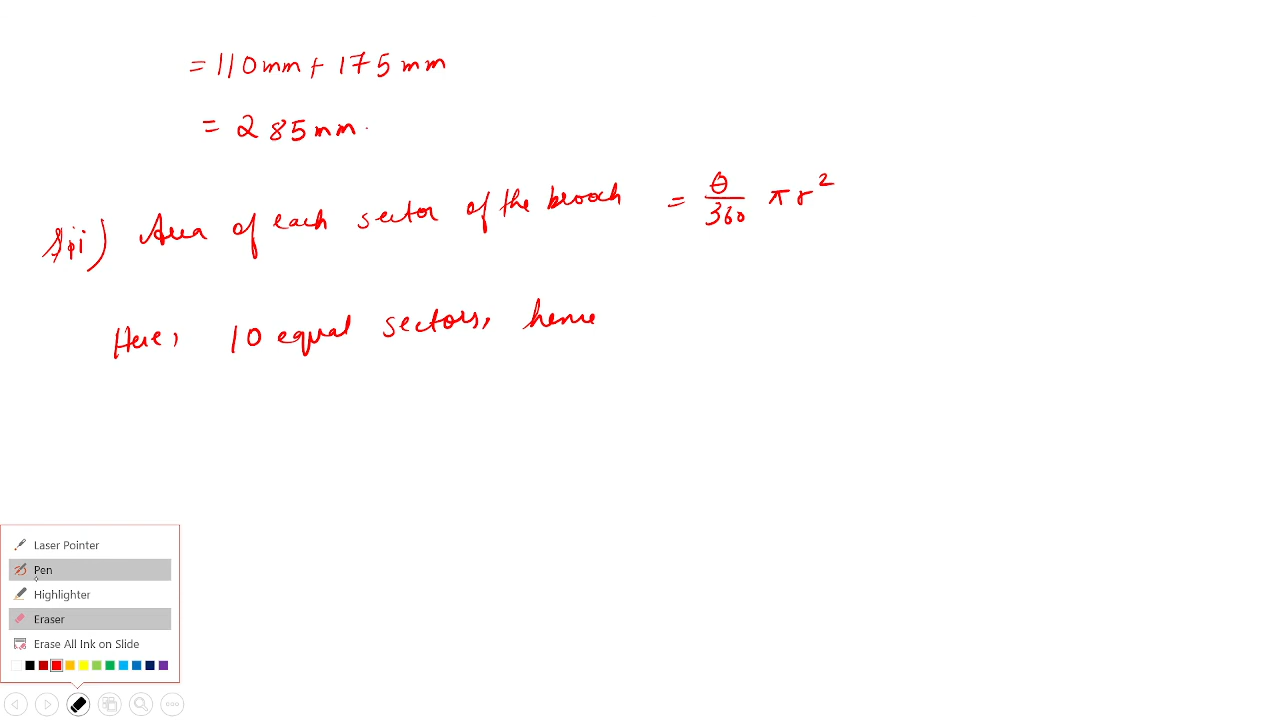 = 110mm + 175mm
= 285mm.
ii) Area of each sector of the brooch = θ/360 πr²
Here, 10 equal sectors, hence
Laser Pointer
Pen
Highlighter
Eraser
Erase All Ink on Slide